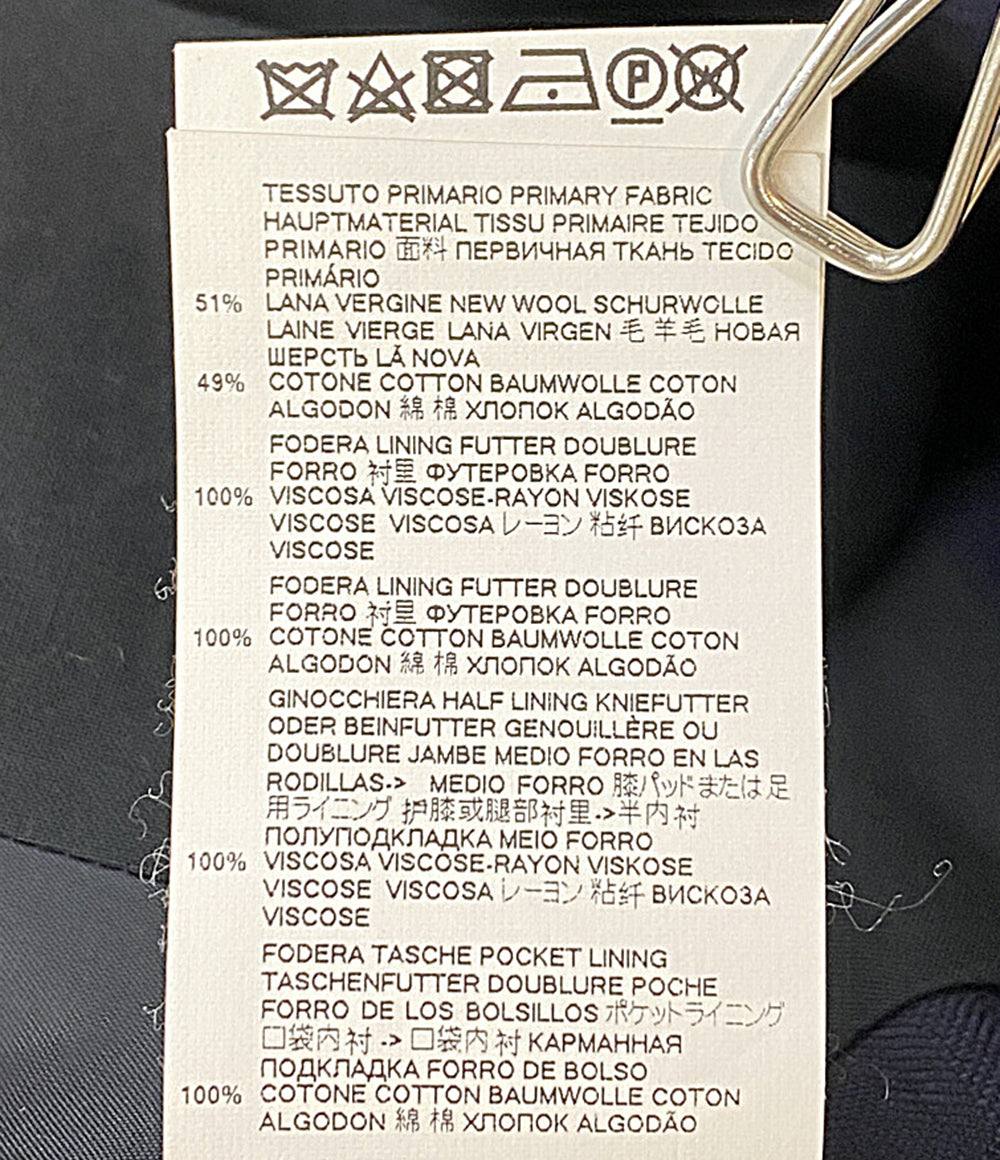 P
W
TESSUTO PRIMARIO PRIMARY FABRIC
HAUPTMATERIAL TISSU PRIMAIRE TEJIDO
PRIMARIO 面料 ПЕРВИЧНАЯ ТКАНЬ TECIDO
PRIMÁRIO
51% LANA VERGINE NEW WOOL SCHURWOLLE
LAINE VIERGE LANA VIRGEN 毛 羊毛 НОВАЯ
ШЕРСТЬ LÃ NOVA
49% COTONE COTTON BAUMWOLLE COTON
ALGODON 綿 棉 ХЛОПОК ALGODÃO
FODERA LINING FUTTER DOUBLURE
FORRO 衬里 ФУТЕРОВКА FORRO
100% VISCOSA VISCOSE-RAYON VISKOSE
VISCOSE VISCOSA レーヨン 粘纤 ВИСКОЗА
VISCOSE
FODERA LINING FUTTER DOUBLURE
FORRO 衬里 ФУТЕРОВКА FORRO
100% COTONE COTTON BAUMWOLLE COTON
ALGODON 綿 棉 ХЛОПОК ALGODÃO
GINOCCHIERA HALF LINING KNIEFUTTER
ODER BEINFUTTER GENOUILLÈRE OU
DOUBLURE JAMBE MEDIO FORRO EN LAS
RODILLAS-> MEDIO FORRO 膝パッドまたは足
用ライニング 护膝或腿部衬里->半内衬
ПОЛУПОДКЛАДКА MEIO FORRO
100% VISCOSA VISCOSE-RAYON VISKOSE
VISCOSE VISCOSA レーヨン 粘纤 ВИСКОЗА
VISCOSE
FODERA TASCHE POCKET LINING
TASCHENFUTTER DOUBLURE POCHE
FORRO DE LOS BOLSILLOS ポケットライニング
口袋内衬 -> 口袋内衬 КАРМАННАЯ
ПОДКЛАДКА FORRO DE BOLSO
100% COTONE COTTON BAUMWOLLE COTON
ALGODON 綿 棉 ХЛОПОК ALGODÃO